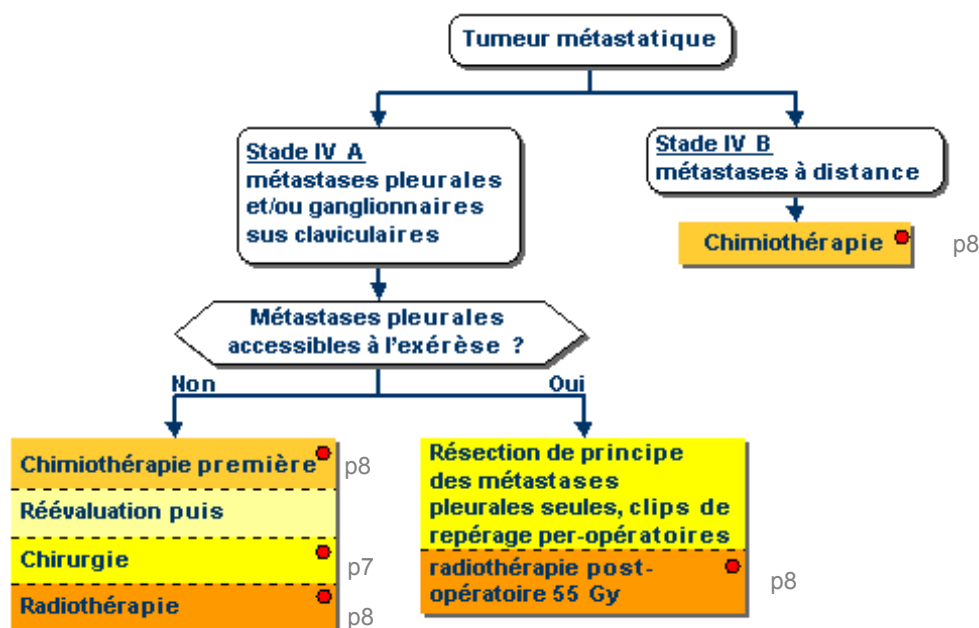 Tumeur métastatique
Stade IV A
métastases pleurales
et/ou ganglionnaires
sus claviculaires
Stade IV B
métastases à distance
Chimiothérapie
p8
Métastases pleurales
accessibles à l'exérèse ?
Non
Oui
Chimiothérapie première
p8
Réévaluation puis
Chirurgie
p7
Radiothérapie
p8
Résection de principe
des métastases
pleurales seules, clips de
repérage per-opératoires
radiothérapie post-
opératoire 55 Gy
p8